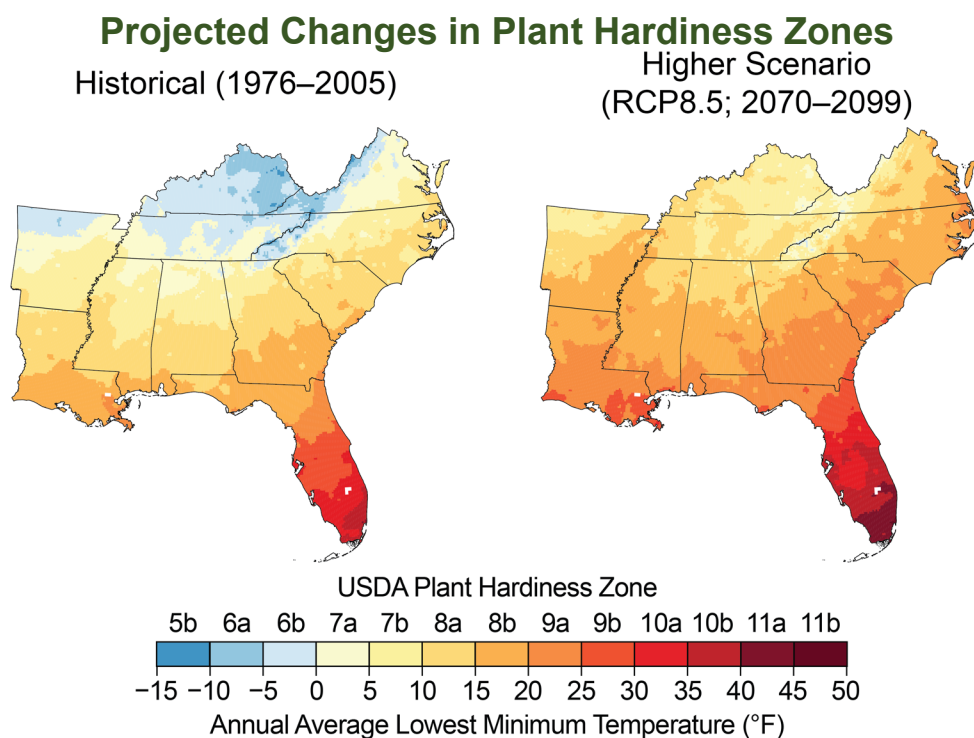 Projected Changes in Plant Hardiness Zones
Historical (1976–2005)
Higher Scenario
(RCP8.5; 2070–2099)
USDA Plant Hardiness Zone
5b 6a 6b 7a 7b 8a 8b 9a 9b 10a 10b 11a 11b
−15 −10 −5 0 5 10 15 20 25 30 35 40 45 50
Annual Average Lowest Minimum Temperature (°F)